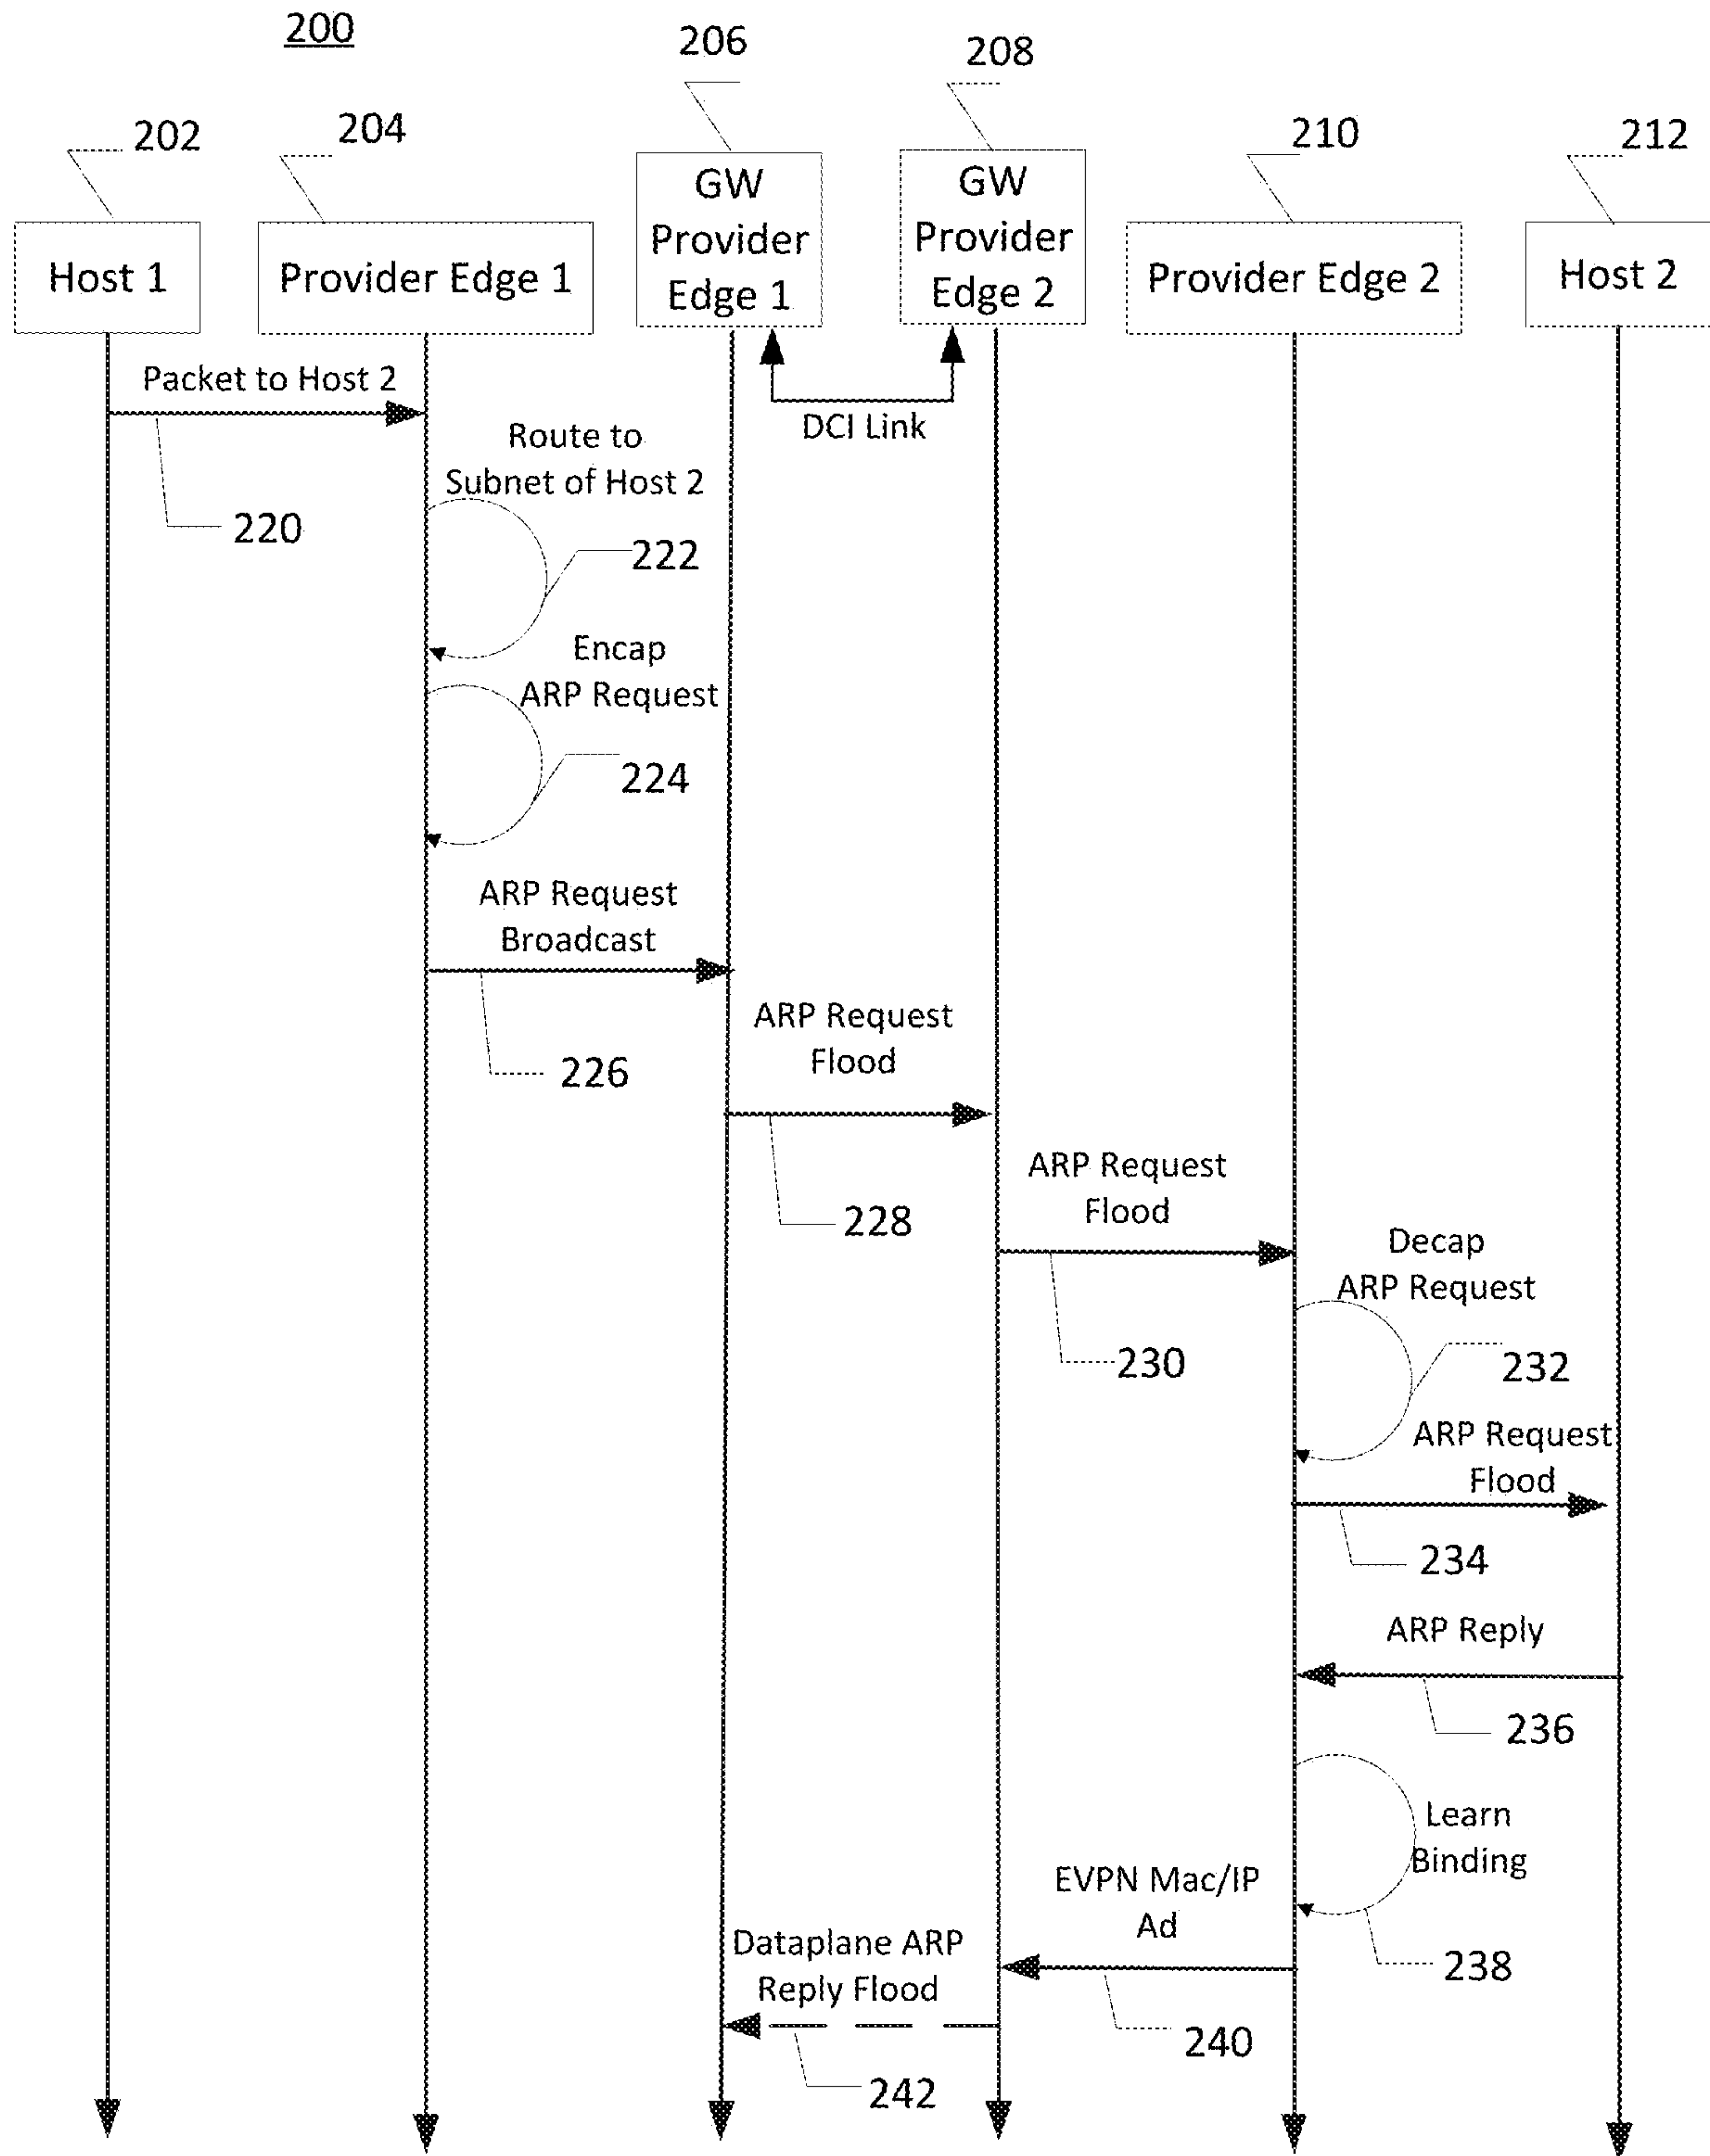 200
206
208
202
204
210
212
GW
Provider
Edge 1
GW
Provider
Edge 2
Host 1
Provider Edge 1
Provider Edge 2
Host 2
Packet to Host 2
DCI Link
220
Route to
Subnet of Host 2
222
Encap
ARP Request
224
ARP Request
Broadcast
226
ARP Request
Flood
228
ARP Request
Flood
230
Decap
ARP Request
232
ARP Request
Flood
234
ARP Reply
236
Learn
Binding
238
EVPN Mac/IP
Ad
240
Dataplane ARP
Reply Flood
242